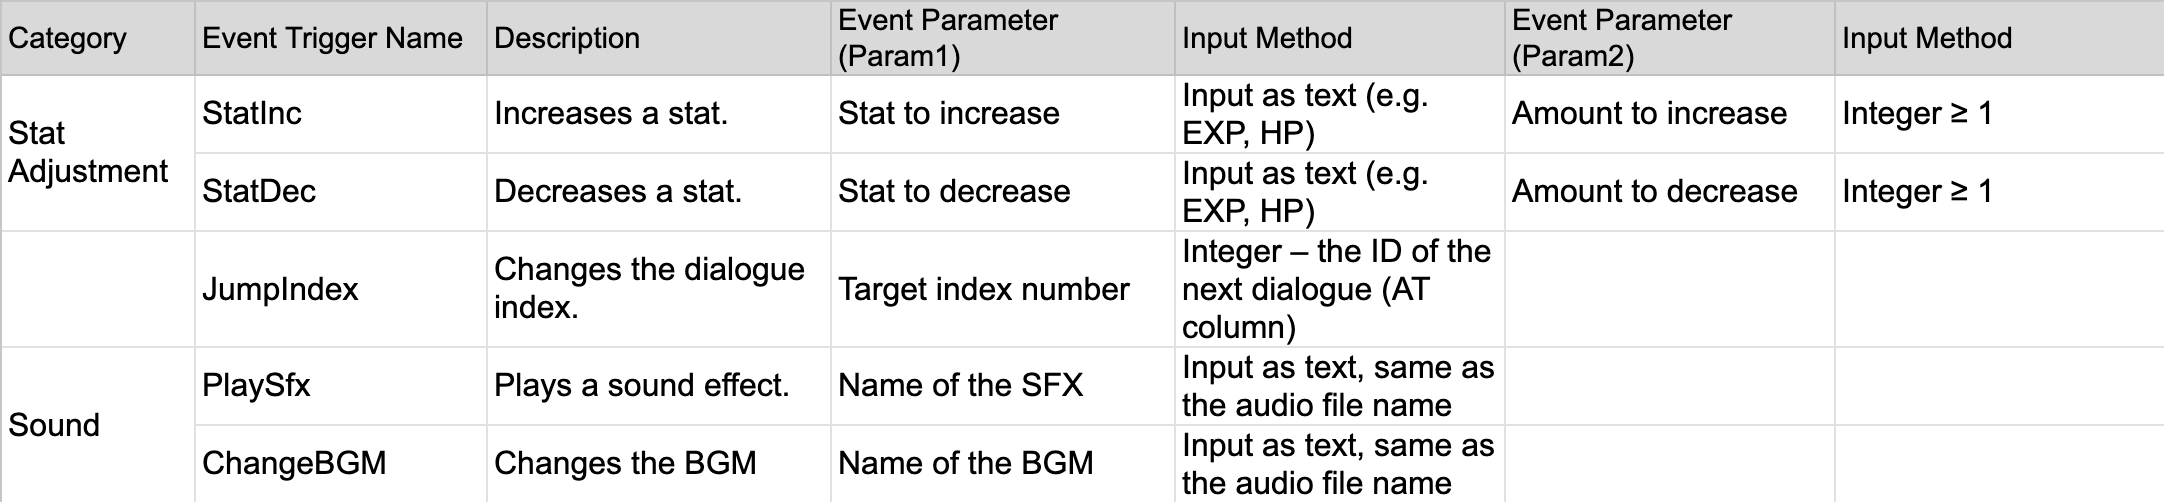 Category
Event Trigger Name
Description
Event Parameter
(Param1)
Input Method
Event Parameter
(Param2)
Input Method
Stat
Adjustment
StatInc
Increases a stat.
Stat to increase
Input as text (e.g.
EXP, HP)
Amount to increase
Integer ≥ 1
StatDec
Decreases a stat.
Stat to decrease
Input as text (e.g.
EXP, HP)
Amount to decrease
Integer ≥ 1
JumpIndex
Changes the dialogue
index.
Target index number
Integer – the ID of the
next dialogue (AT
column)
Sound
PlaySfx
Plays a sound effect.
Name of the SFX
Input as text, same as
the audio file name
ChangeBGM
Changes the BGM
Name of the BGM
Input as text, same as
the audio file name